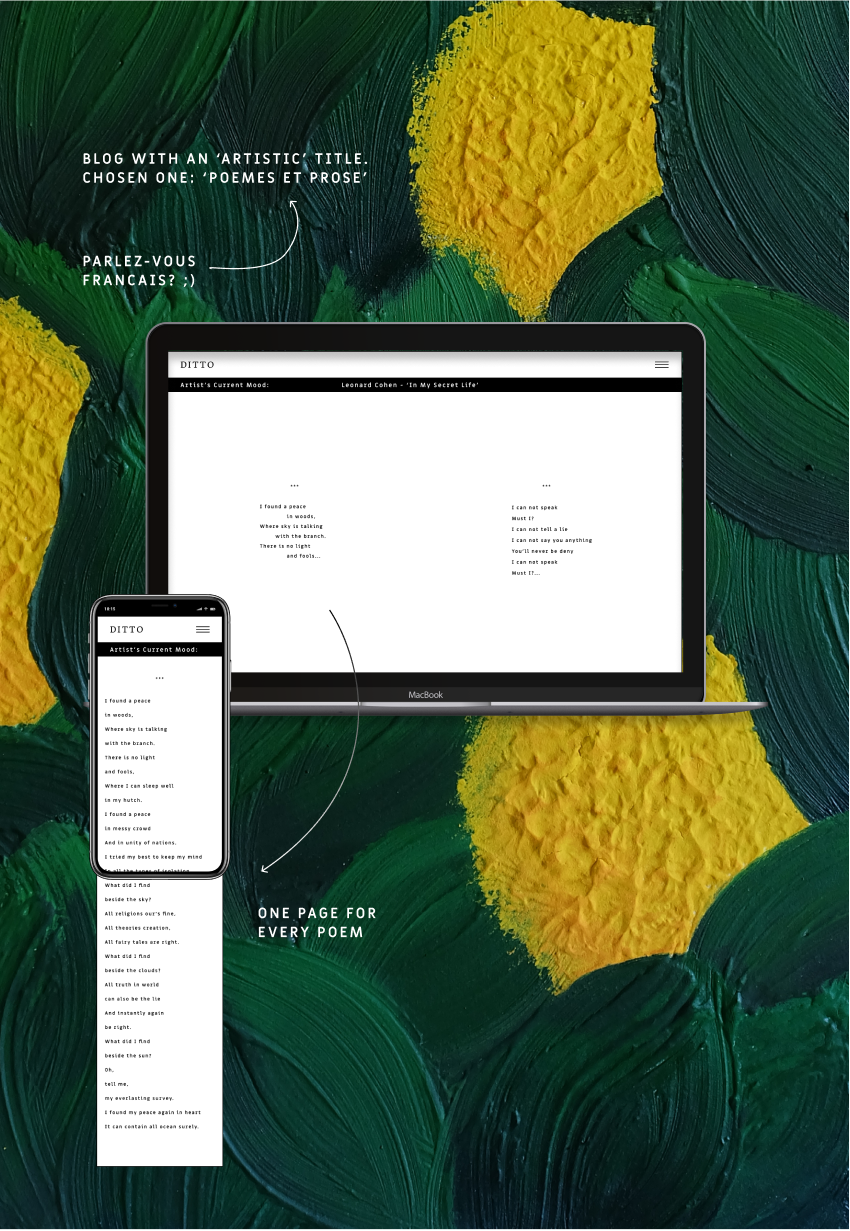 BLOG WITH AN ‘ARTISTIC’ TITLE.
CHOSEN ONE: ‘POEMES ET PROSE’
PARLEZ-VOUS
FRANCAIS? ;)
DITTO
Artist's Current Mood: Leonard Cohen - ‘In My Secret Life’
***
I found a peace
in woods,
Where sky is talking
with the branch.
There is no light
and fools...
***
I can not speak
Must I?
I can not tell a lie
I can not say you anything
You'll never be deny
I can not speak
Must I?...
MacBook
18:15
DITTO
Artist's Current Mood:
***
I found a peace
in woods,
Where sky is talking
with the branch.
There is no light
and fools,
Where I can sleep well
in my hutch.
I found a peace
in messy crowd
And in unity of nations.
I tried my best to keep my mind
In all the types of isolation.
What did I find
beside the sky?
All religions our's fine,
All theories creation,
All fairy tales are right.
What did I find
beside the clouds?
All truth in world
can also be the lie
And instantly again
be right.
What did I find
beside the sun?
Oh,
tell me,
my everlasting survey.
I found my peace again in heart
It can contain all ocean surely.
ONE PAGE FOR
EVERY POEM